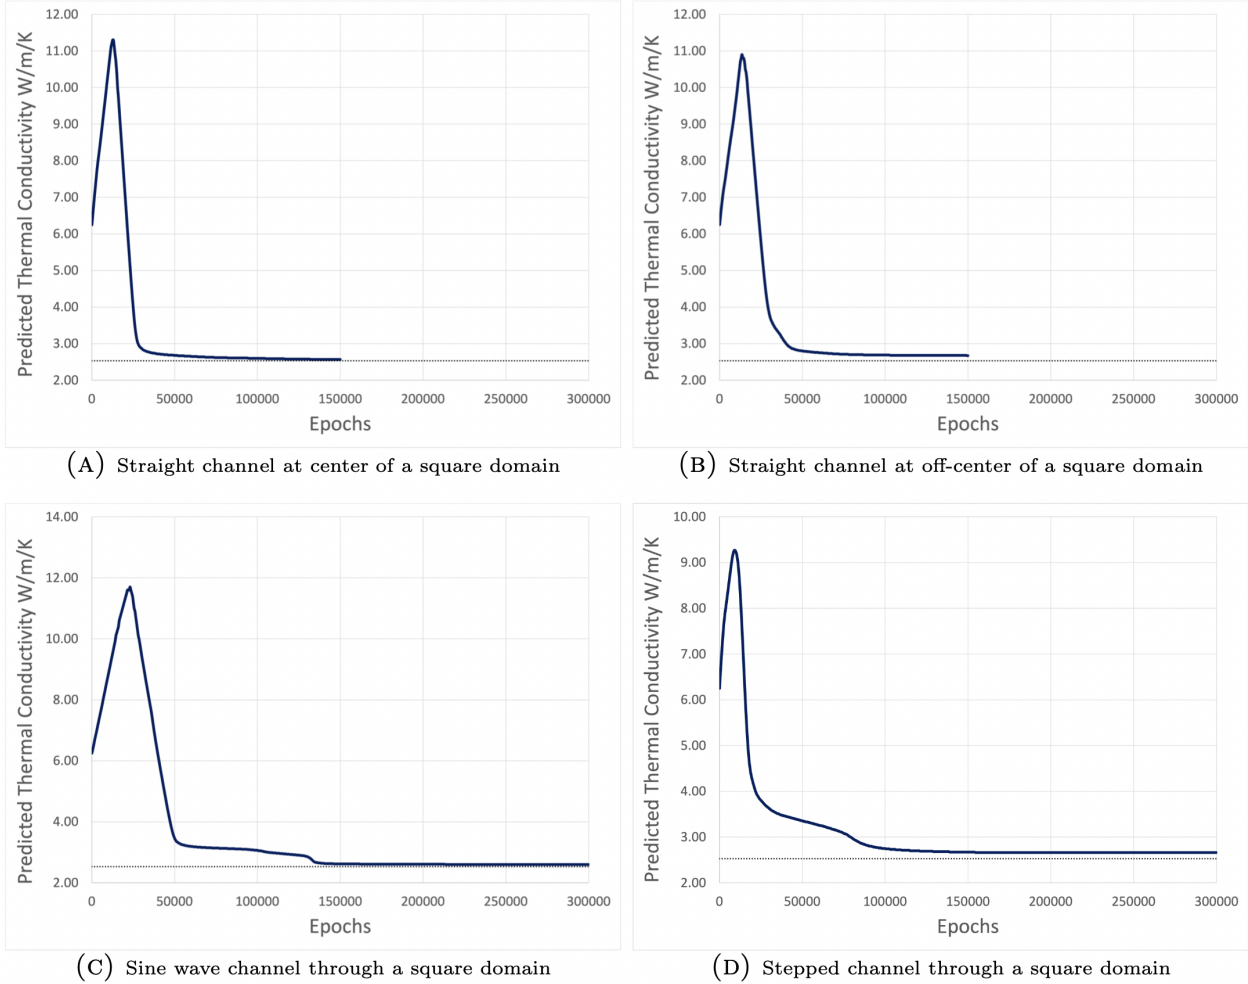 Predicted Thermal Conductivity W/m/K
12.00
11.00
10.00
9.00
8.00
7.00
6.00
5.00
4.00
3.00
2.00
0 50000 100000 150000 200000 250000 300000
Epochs
(A) Straight channel at center of a square domain
Predicted Thermal Conductivity W/m/K
12.00
11.00
10.00
9.00
8.00
7.00
6.00
5.00
4.00
3.00
2.00
0 50000 100000 150000 200000 250000 300000
Epochs
(B) Straight channel at off-center of a square domain
Predicted Thermal Conductivity W/m/K
14.00
12.00
10.00
8.00
6.00
4.00
2.00
0 50000 100000 150000 200000 250000 300000
Epochs
(C) Sine wave channel through a square domain
Predicted Thermal Conductivity W/m/K
10.00
9.00
8.00
7.00
6.00
5.00
4.00
3.00
2.00
0 50000 100000 150000 200000 250000 300000
Epochs
(D) Stepped channel through a square domain